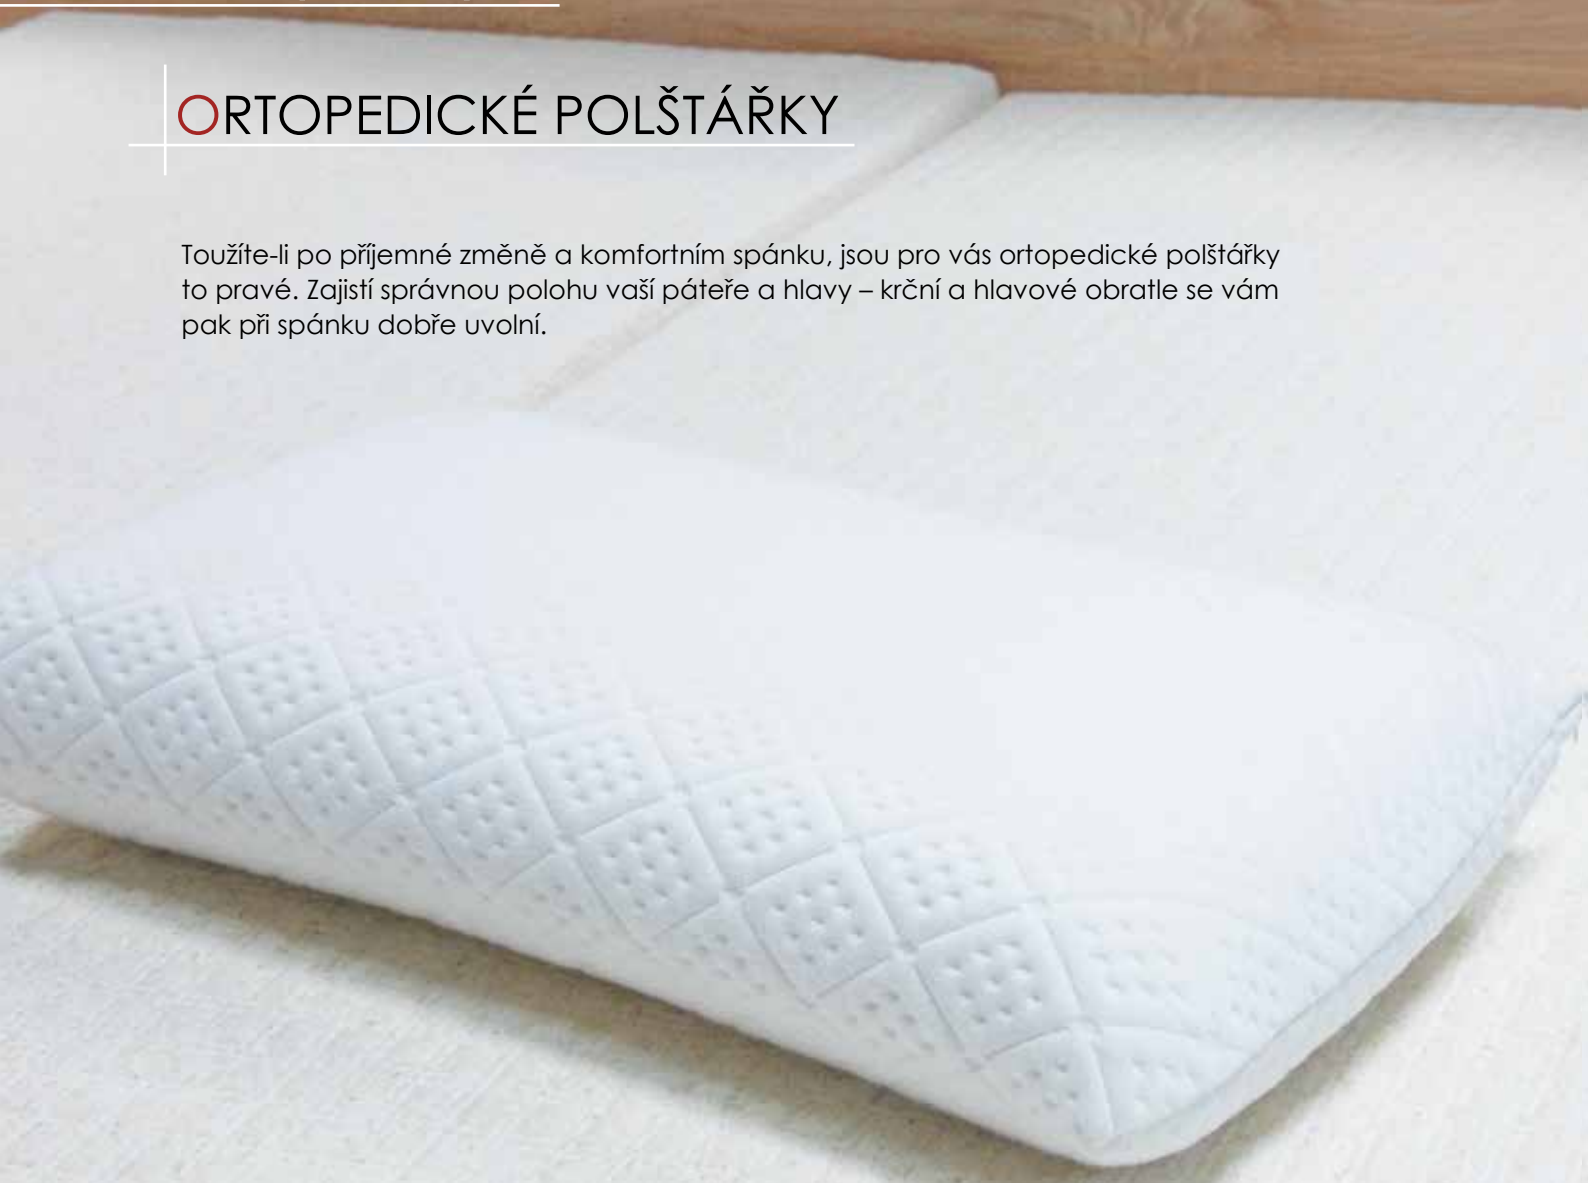 ORTOPEDICKÉ POLŠTÁŘKY
Toužíte-li po příjemné změně a komfortním spánku, jsou pro vás ortopedické polštářky
to pravé. Zajistí správnou polohu vaší páteře a hlavy – krční a hlavové obratle se vám
pak při spánku dobře uvolní.